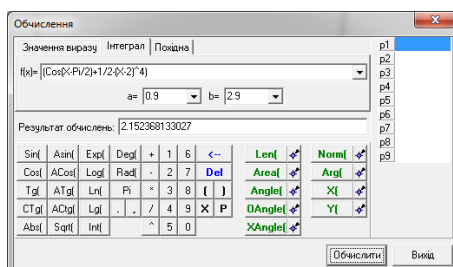 Обчислення
Значення виразу Інтеграл Похідна
f(x)= (Cos(X-Pi/2)+1/2-(X-2)^4)
a= 0.9 b= 2.9
Результат обчислень: 2.152368133027
Sin( Asin( Exp( Deg( + 1 6 <-- Len( Norm(
Cos( ACos( Log( Rad( - 2 7 Del Area( Arg(
Tg( ATg( Ln( Pi * 3 8 ( ) Angle( X(
CTg( ACtg( Lg( . , / 4 9 X P OAngle( Y(
Abs( Sqrt( Int( ^ 5 0 XAngle(
p1
p2
p3
p4
p5
p6
p7
p8
p9
Обчислити Вихід